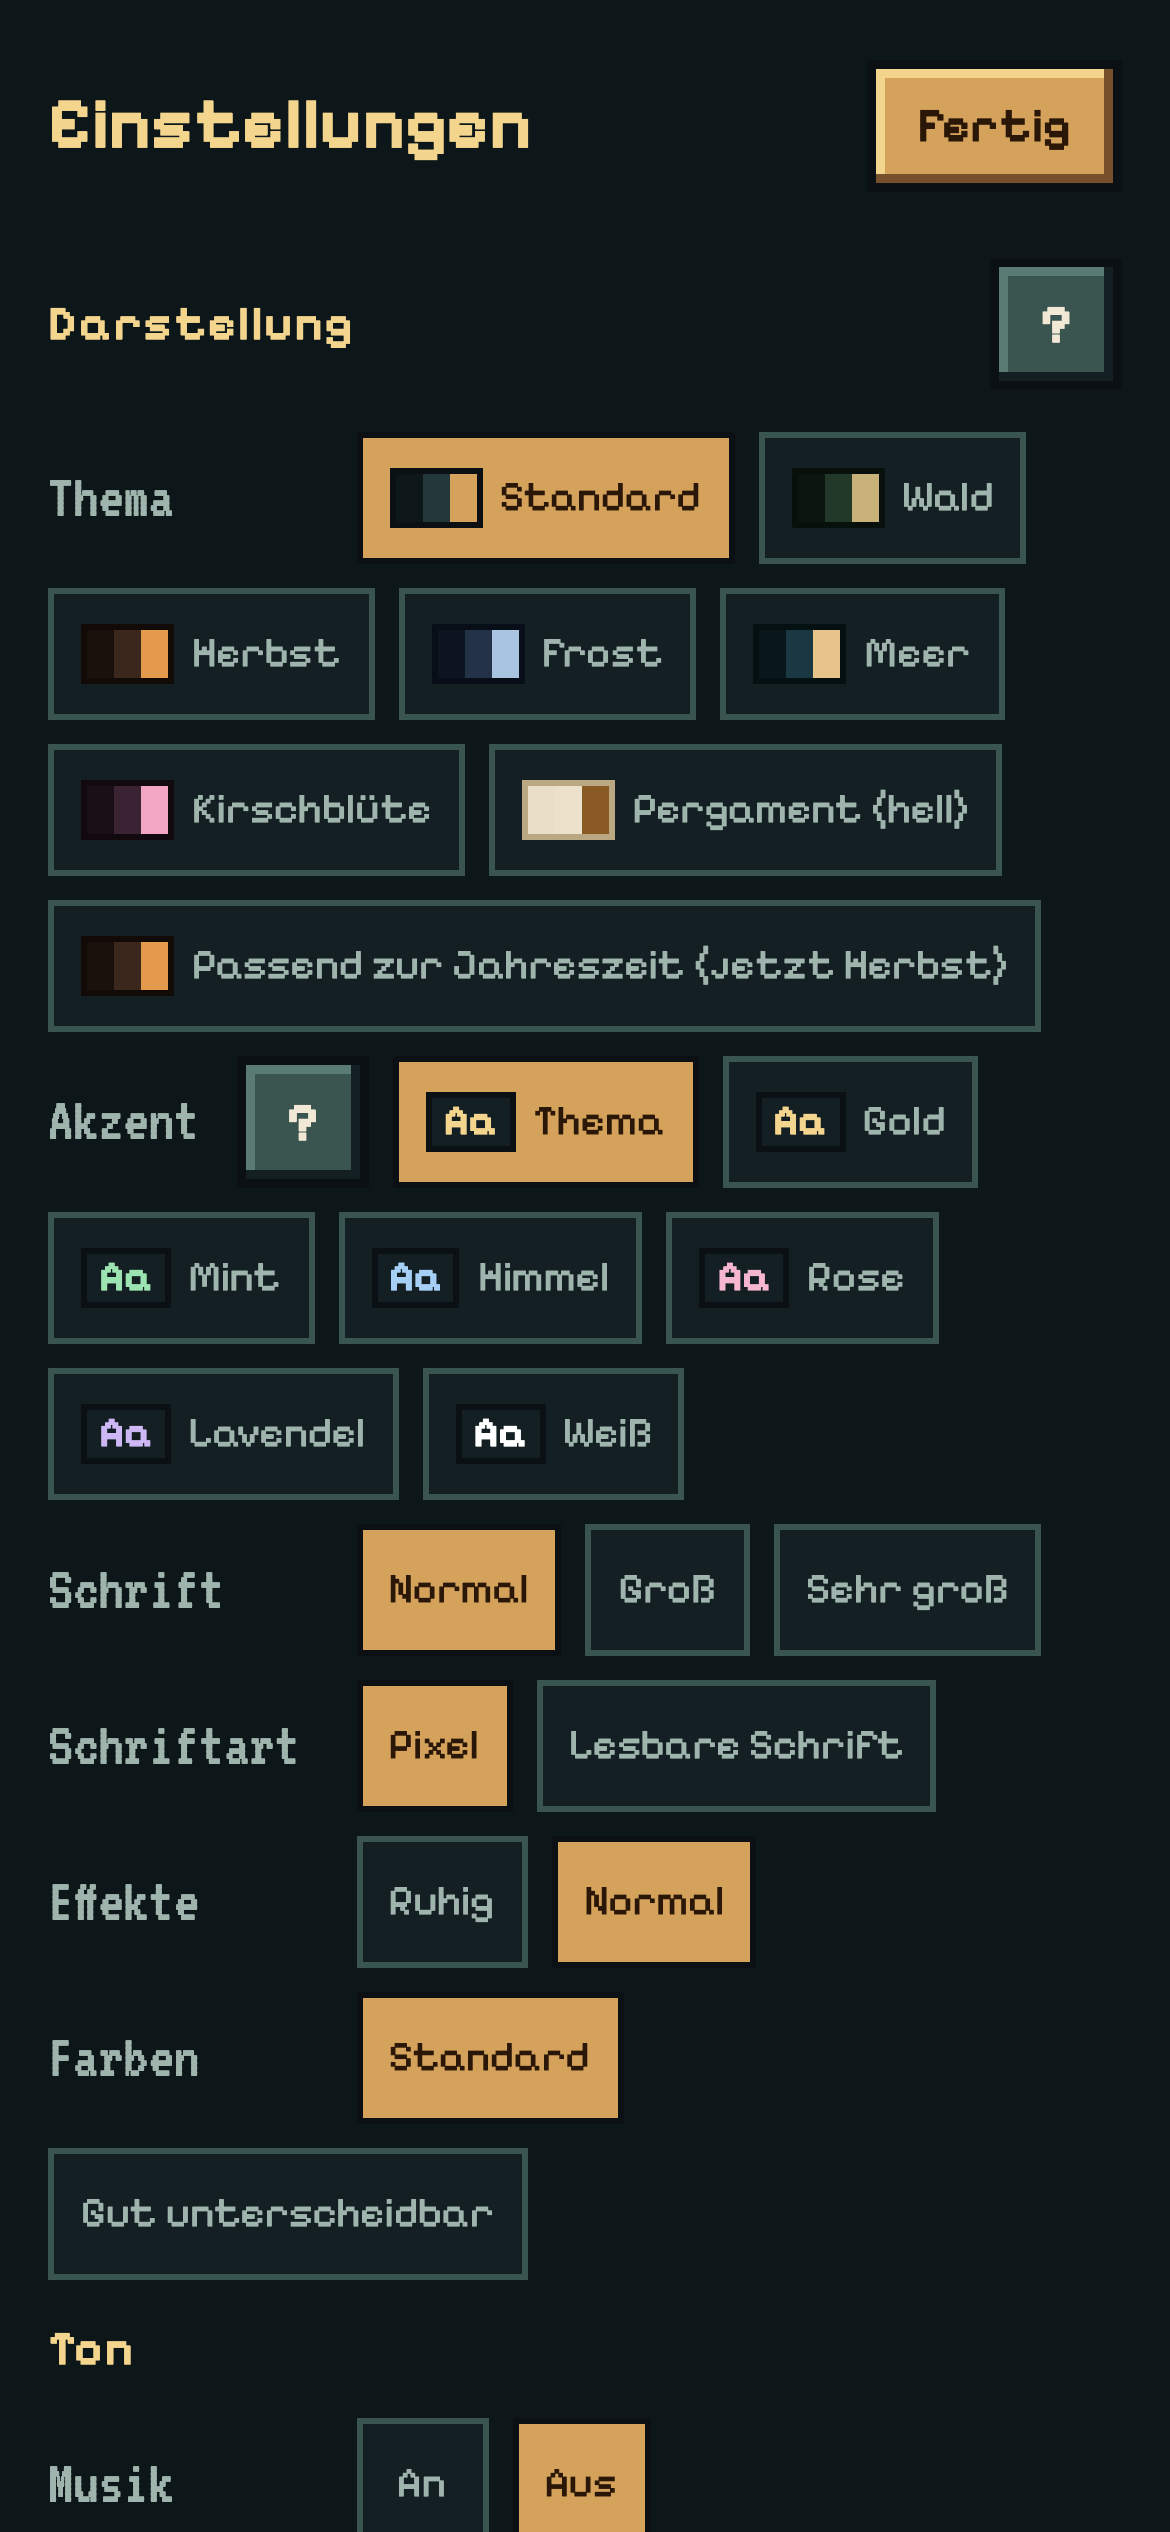 Einstellungen Fertig
Darstellung ?
Thema Standard Wald
Herbst Frost Meer
Kirschblüte Pergament (hell)
Passend zur Jahreszeit (jetzt Herbst)
Akzent ? Aa Thema Aa Gold
Aa Mint Aa Himmel Aa Rose
Aa Lavendel Aa Weiß
Schrift Normal Groß Sehr groß
Schriftart Pixel Lesbare Schrift
Effekte Ruhig Normal
Farben Standard
Gut unterscheidbar
Ton
Musik An Aus